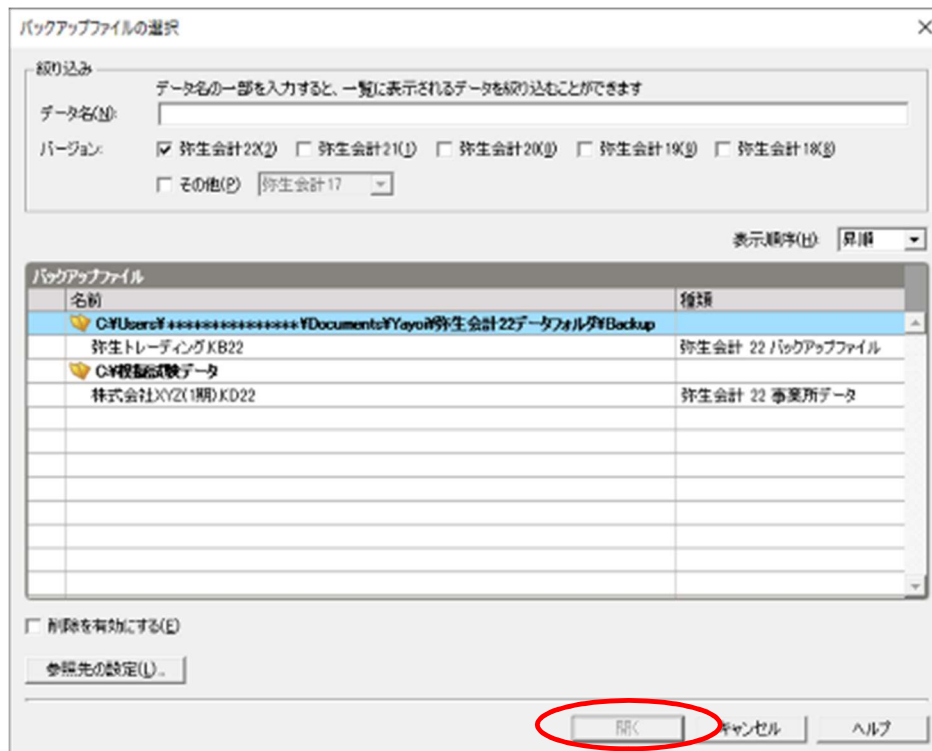 バックアップファイルの選択
絞り込み
データ名の一部を入力すると、一覧に表示されるデータを絞り込むことができます
データ名(N):
バージョン: 弥生会計22(2) 弥生会計21(1) 弥生会計20(0) 弥生会計19(9) 弥生会計18(8)
その他(P) 弥生会計17
表示順序(H): 昇順
バックアップファイル
名前 種類
C:¥Users¥****************¥Documents¥Yayoi¥弥生会計22データフォルダ¥Backup
弥生トレーディング.KB22 弥生会計 22 バックアップファイル
C:¥模擬試験データ
株式会社XYZ(1期).KD22 弥生会計 22 事業所データ
削除を有効にする(E)
参照先の設定(L)...
開く キャンセル ヘルプ